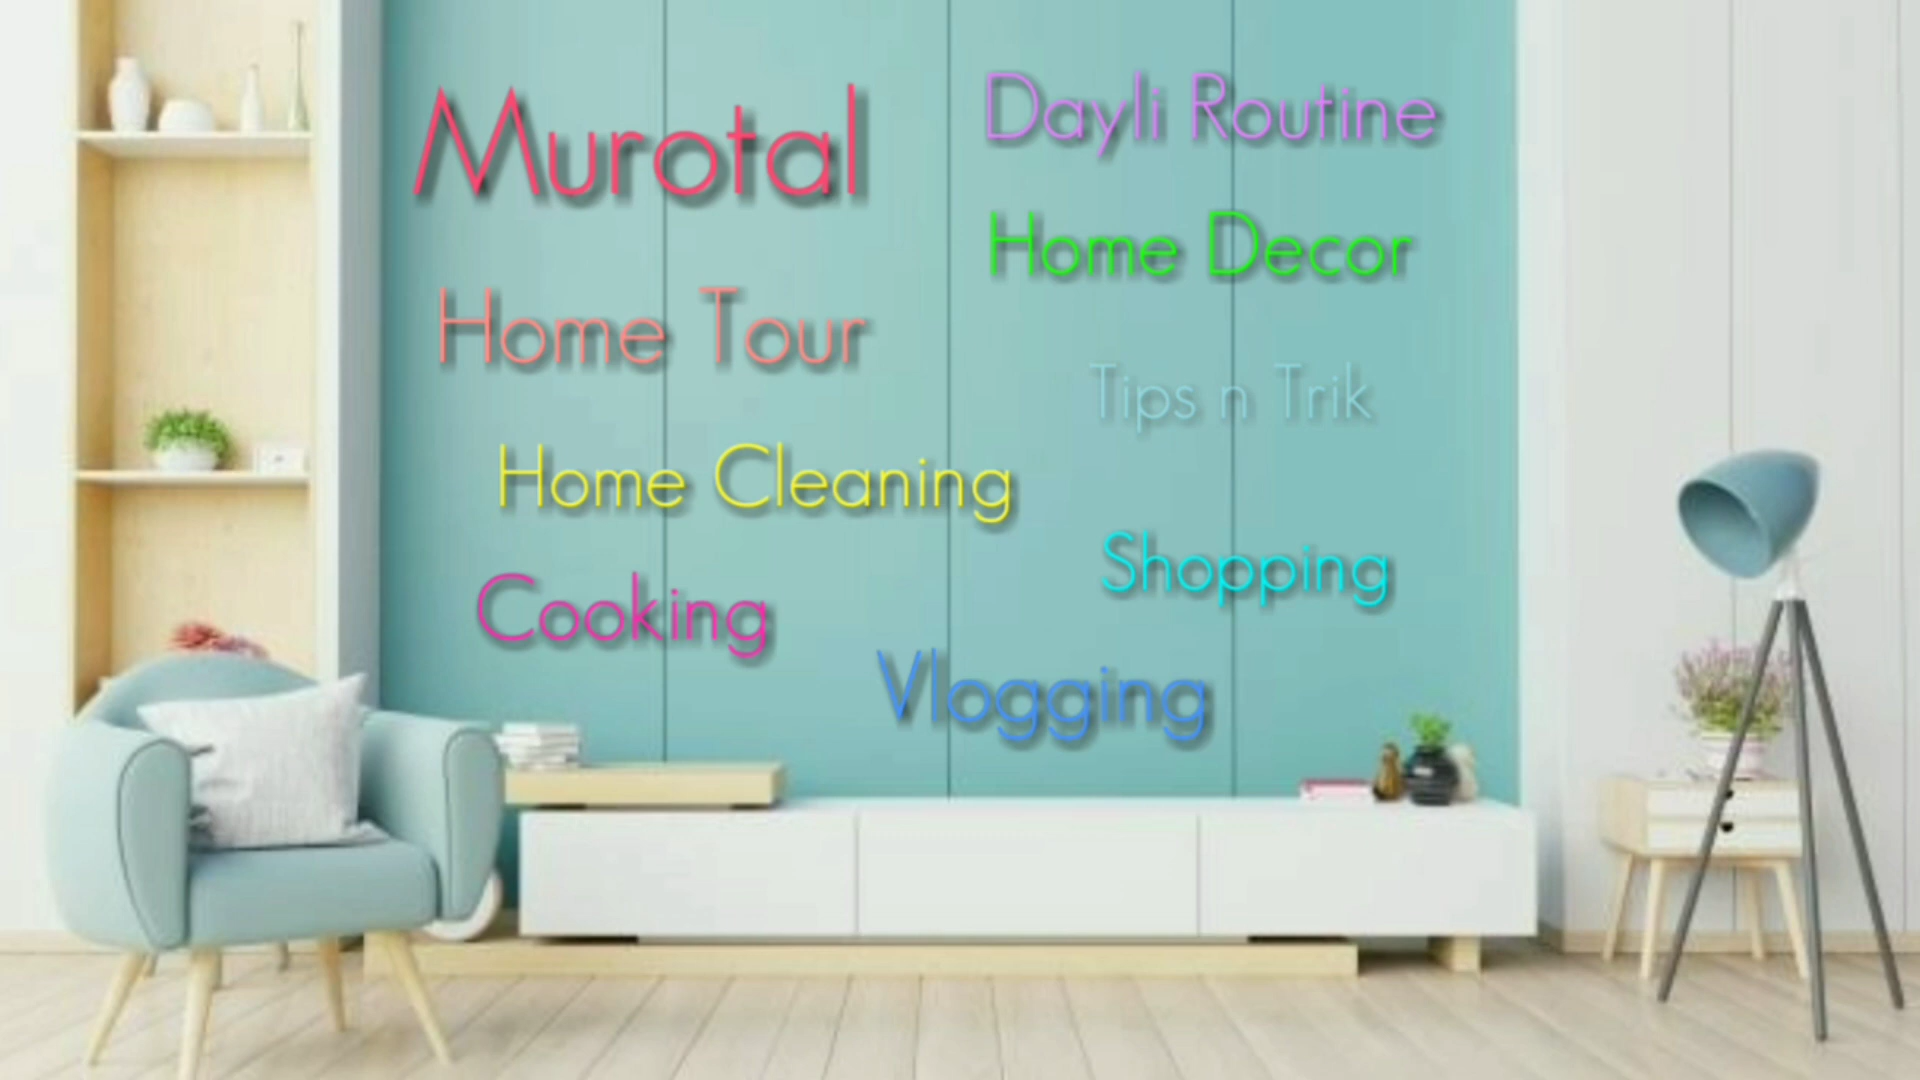 Murotal
Home Tour
Home Cleaning
Cooking
Vlogging
Dayli Routine
Home Decor
Tips n Trik
Shopping